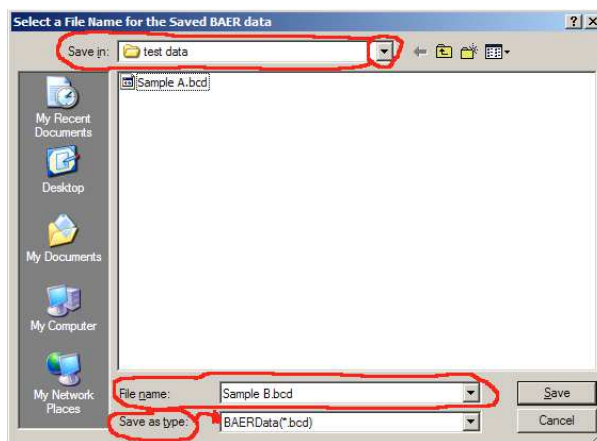 Select a File Name for the Saved BAER data
Save in: test data
Sample A.bcd
My Recent
Documents
Desktop
My Documents
My Computer
My Network
Places
File name: Sample B.bcd Save
Save as type: BAERData(*.bcd) Cancel